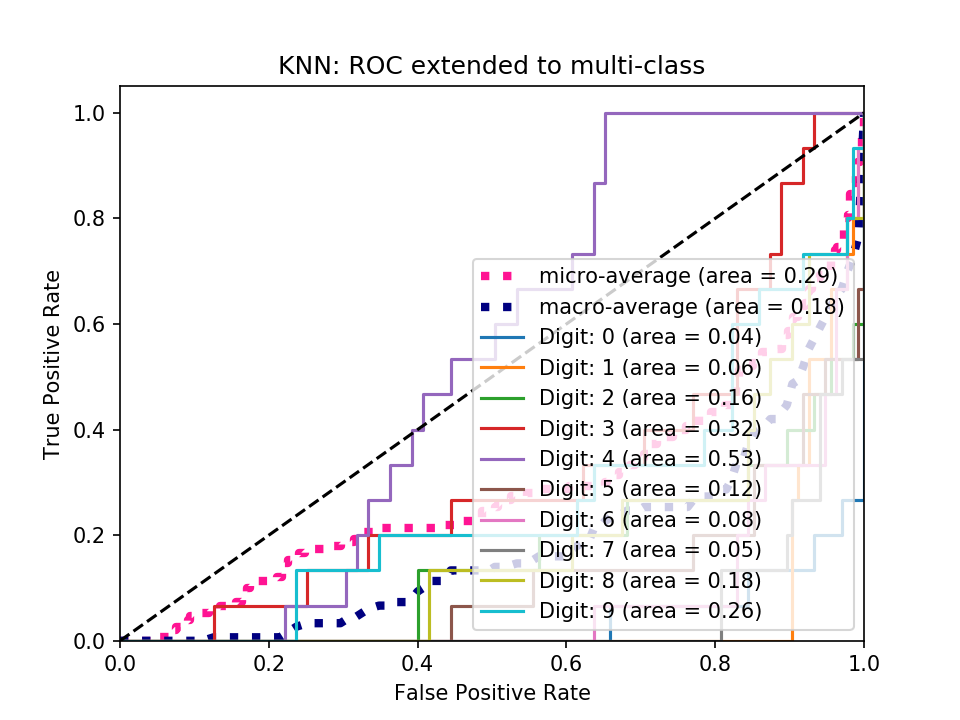 KNN: ROC extended to multi-class
True Positive Rate
1.0
0.8
0.6
0.4
0.2
0.0
micro-average (area = 0.29)
macro-average (area = 0.18)
Digit: 0 (area = 0.04)
Digit: 1 (area = 0.06)
Digit: 2 (area = 0.16)
Digit: 3 (area = 0.32)
Digit: 4 (area = 0.53)
Digit: 5 (area = 0.12)
Digit: 6 (area = 0.08)
Digit: 7 (area = 0.05)
Digit: 8 (area = 0.18)
Digit: 9 (area = 0.26)
0.0 0.2 0.4 0.6 0.8 1.0
False Positive Rate